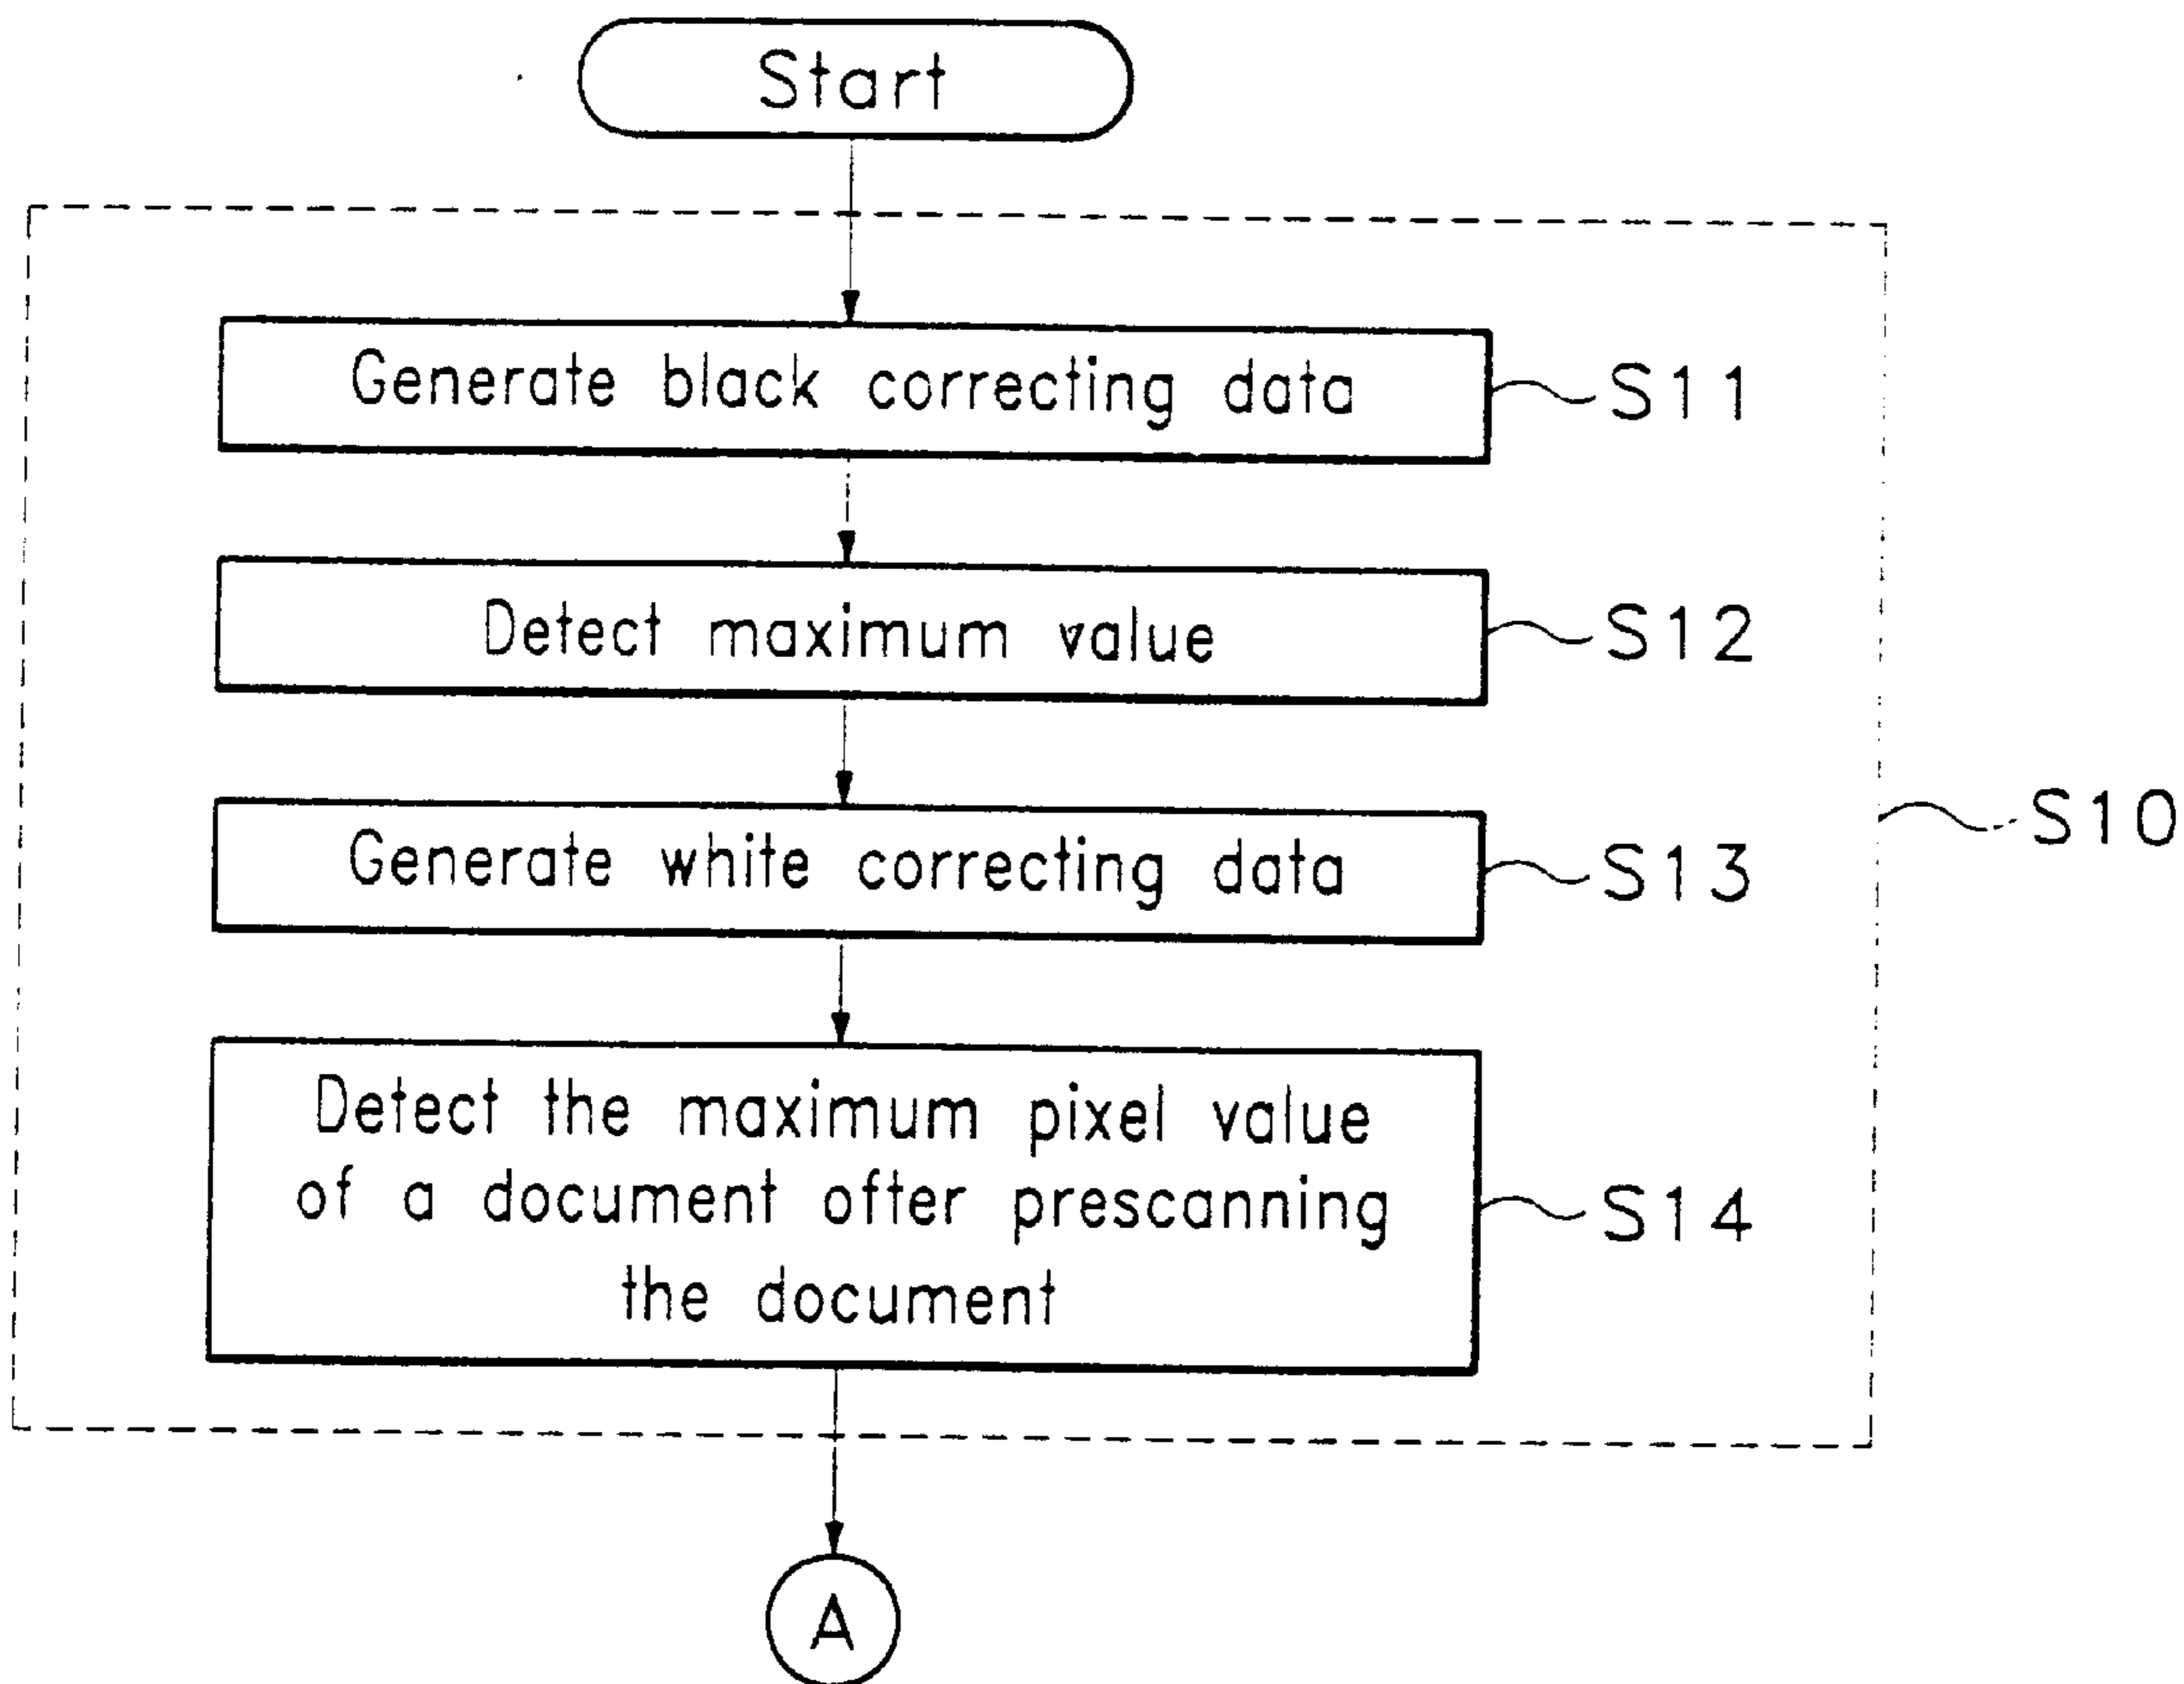 Start
Generate black correcting data
S11
Detect maximum value
S12
Generate white correcting data
S13
S10
Detect the maximum pixel value
of a document ofter prescanning
the document
S14
A